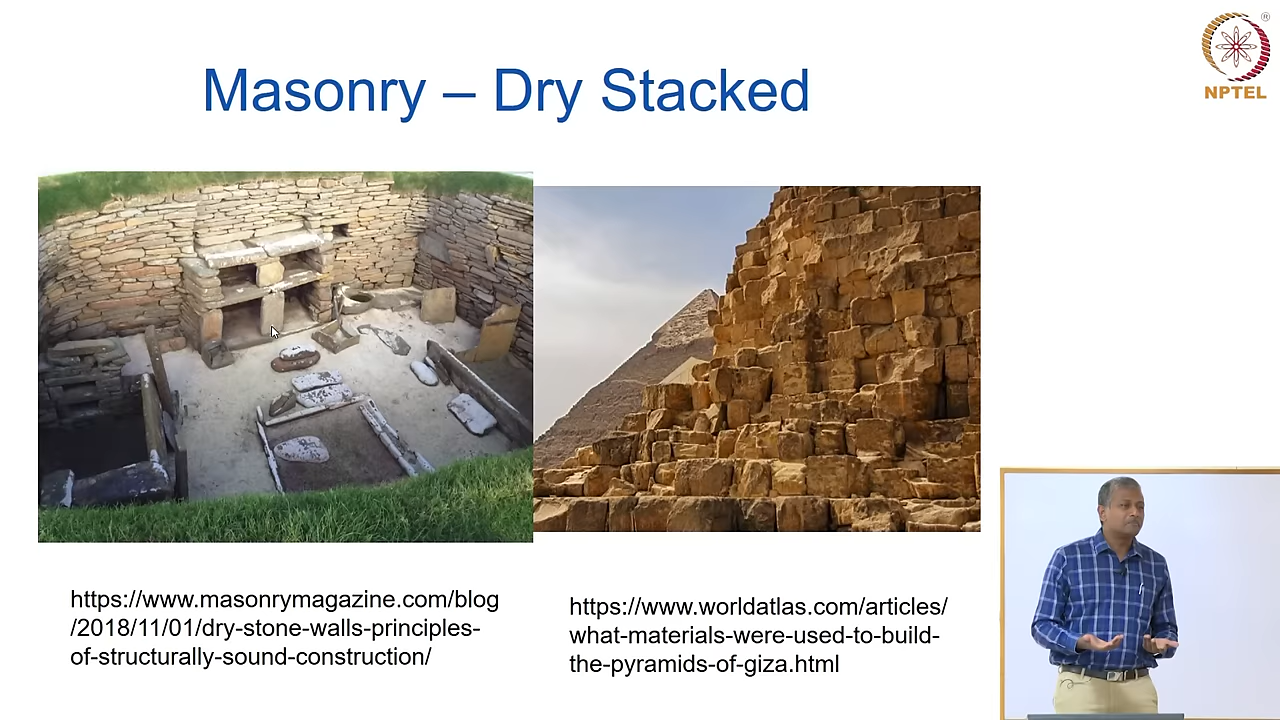 ®
NPTEL
Masonry – Dry Stacked
https://www.masonrymagazine.com/blog
/2018/11/01/dry-stone-walls-principles-
of-structurally-sound-construction/
https://www.worldatlas.com/articles/
what-materials-were-used-to-build-
the-pyramids-of-giza.html